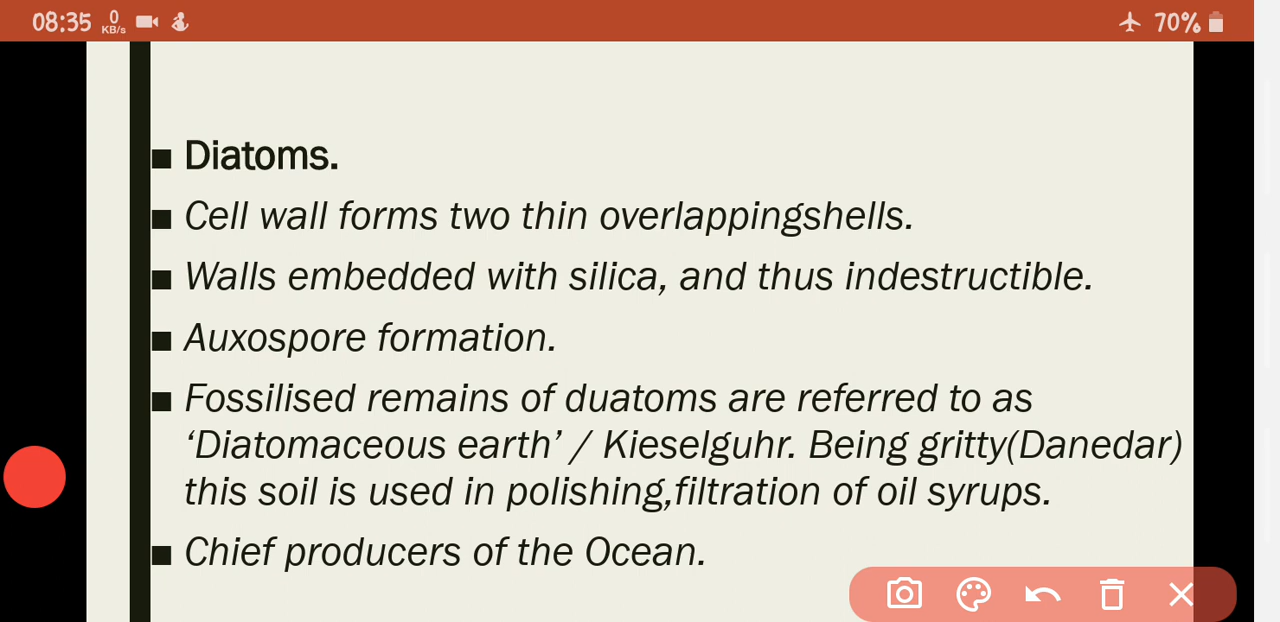 08:35 0 KB/s 70%
■ Diatoms.
■ Cell wall forms two thin overlappingshells.
■ Walls embedded with silica, and thus indestructible.
■ Auxospore formation.
■ Fossilised remains of duatoms are referred to as
‘Diatomaceous earth’ / Kieselguhr. Being gritty(Danedar)
this soil is used in polishing,filtration of oil syrups.
■ Chief producers of the Ocean.